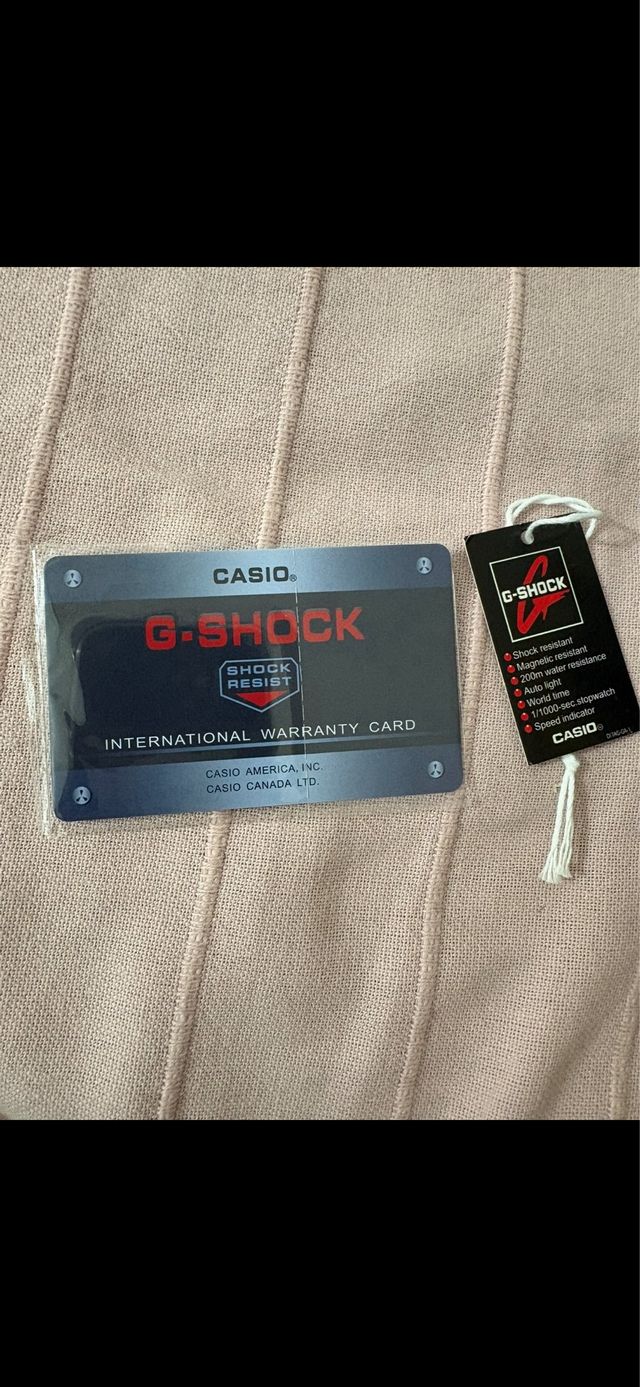 CASIO®
G-SHOCK
SHOCK
RESIST
INTERNATIONAL WARRANTY CARD
CASIO AMERICA, INC.
CASIO CANADA LTD.
G-SHOCK
Shock resistant
Magnetic resistant
200m water resistance
Auto light
World time
1/1000-sec.stopwatch
Speed indicator
CASIO®